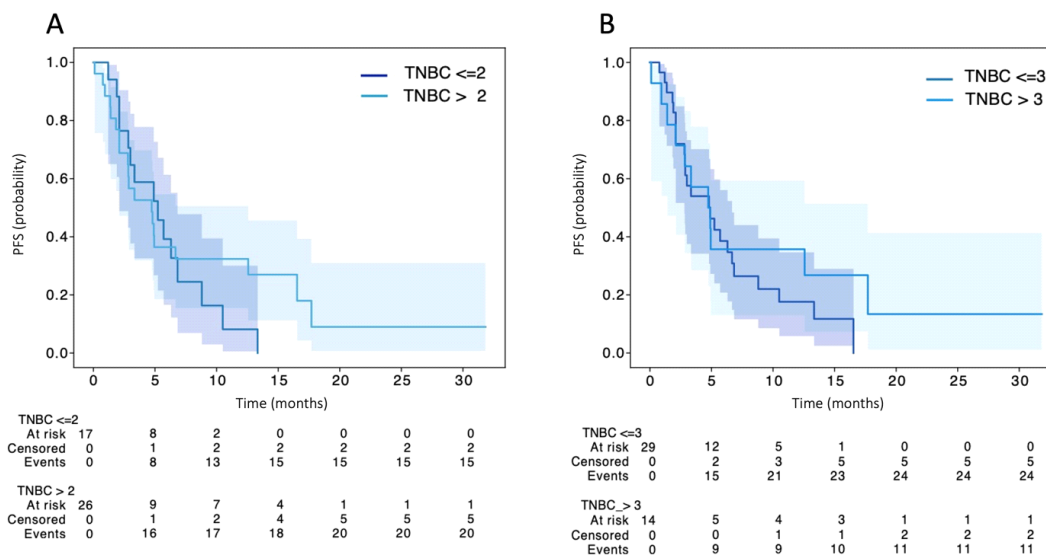 A
TNBC <=2
TNBC > 2
PFS (probability)
1.0
0.8
0.6
0.4
0.2
0.0
0 5 10 15 20 25 30
Time (months)
TNBC <=2
At risk 17 8 2 0 0 0 0
Censored 0 1 2 2 2 2 2
Events 0 8 13 15 15 15 15
TNBC > 2
At risk 26 9 7 4 1 1 1
Censored 0 1 2 4 5 5 5
Events 0 16 17 18 20 20 20
B
TNBC <=3
TNBC > 3
PFS (probability)
1.0
0.8
0.6
0.4
0.2
0.0
0 5 10 15 20 25 30
Time (months)
TNBC <=3
At risk 29 12 5 1 0 0 0
Censored 0 2 3 5 5 5 5
Events 0 15 21 23 24 24 24
TNBC_> 3
At risk 14 5 4 3 1 1 1
Censored 0 0 1 1 2 2 2
Events 0 9 9 10 11 11 11